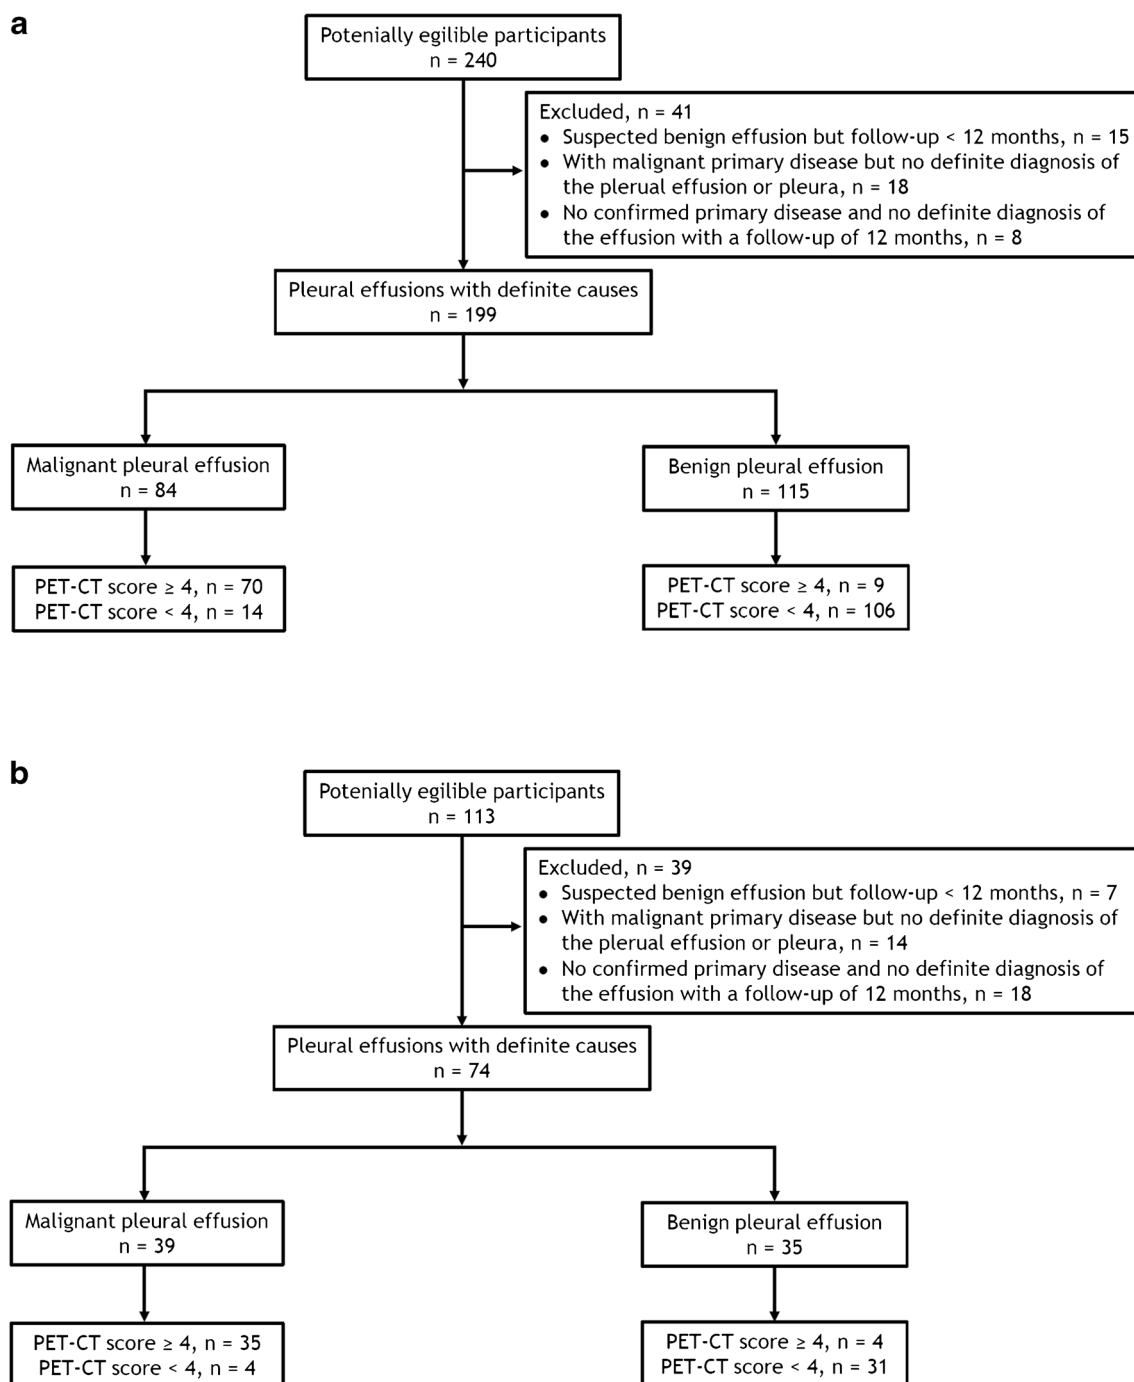 a
Potenially egilible participants
n = 240
Excluded, n = 41
● Suspected benign effusion but follow-up < 12 months, n = 15
● With malignant primary disease but no definite diagnosis of
the plerual effusion or pleura, n = 18
● No confirmed primary disease and no definite diagnosis of
the effusion with a follow-up of 12 months, n = 8
Pleural effusions with definite causes
n = 199
Malignant pleural effusion
n = 84
Benign pleural effusion
n = 115
PET-CT score ≥ 4, n = 70
PET-CT score < 4, n = 14
PET-CT score ≥ 4, n = 9
PET-CT score < 4, n = 106
b
Potenially egilible participants
n = 113
Excluded, n = 39
● Suspected benign effusion but follow-up < 12 months, n = 7
● With malignant primary disease but no definite diagnosis of
the plerual effusion or pleura, n = 14
● No confirmed primary disease and no definite diagnosis of
the effusion with a follow-up of 12 months, n = 18
Pleural effusions with definite causes
n = 74
Malignant pleural effusion
n = 39
Benign pleural effusion
n = 35
PET-CT score ≥ 4, n = 35
PET-CT score < 4, n = 4
PET-CT score ≥ 4, n = 4
PET-CT score < 4, n = 31